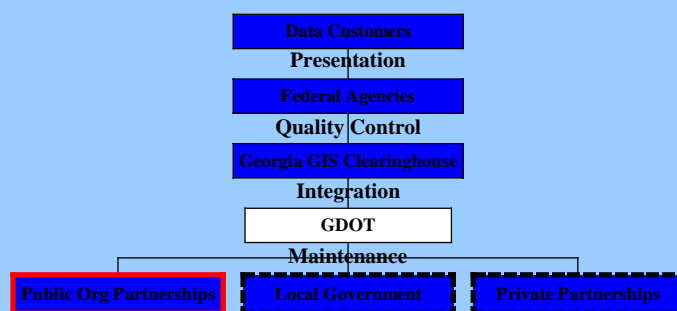 Data Customers
Presentation
Federal Agencies
Quality Control
Georgia GIS Clearinghouse
Integration
GDOT
Maintenance
Public Org Partnerships
Local Government
Private Partnerships